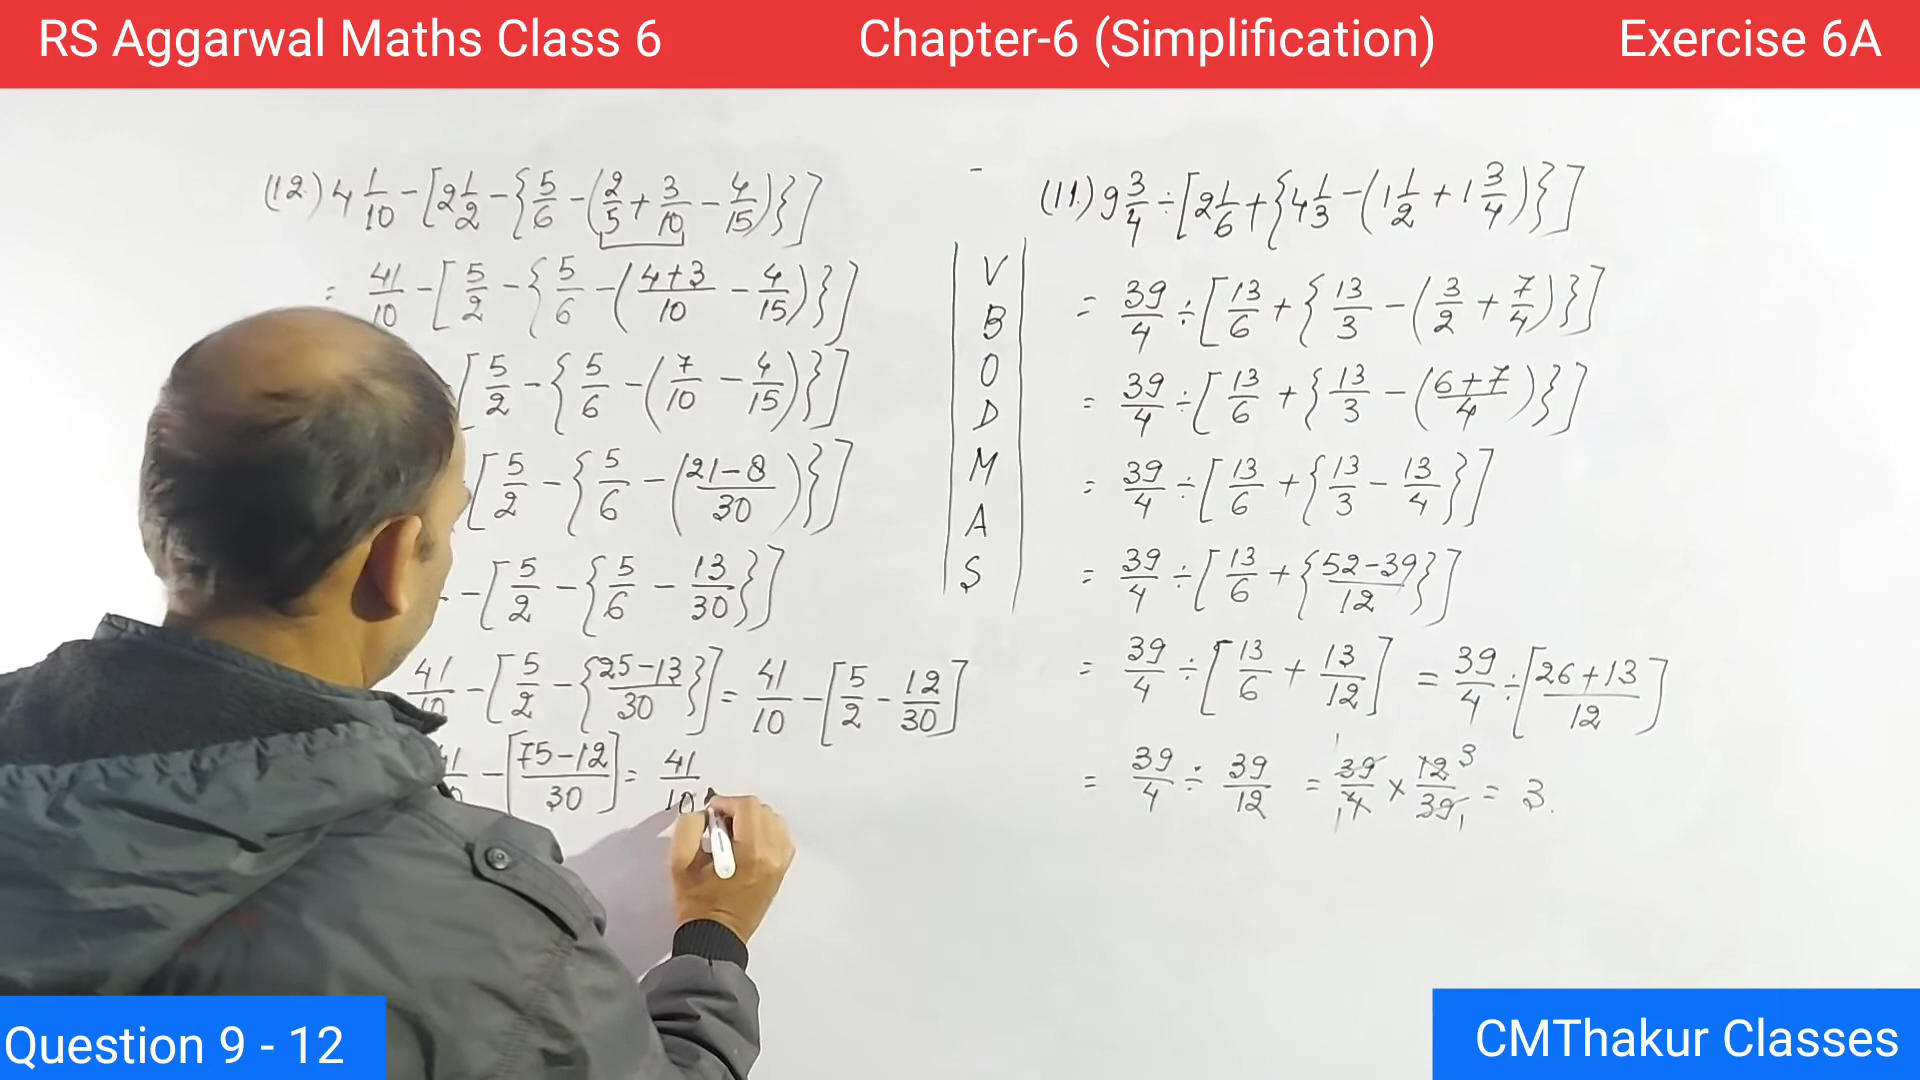 RS Aggarwal Maths Class 6 Chapter-6 (Simplification) Exercise 6A
(12.) 4 1/10 - [2 1/2 - {5/6 - (2/5 + 3/10 - 4/15)}]
= 41/10 - [5/2 - {5/6 - (4+3/10 - 4/15)}]
[5/2 - {5/6 - (7/10 - 4/15)}]
[5/2 - {5/6 - (21-8/30)}]
- [5/2 - {5/6 - 13/30}]
41/10 - [5/2 - {25-13/30}] = 41/10 - [5/2 - 12/30]
- [75-12/30] = 41/10
V
B
O
D
M
A
S
(11.) 9 3/4 ÷ [2 1/6 + {4 1/3 - (1 1/2 + 1 3/4)}]
= 39/4 ÷ [13/6 + {13/3 - (3/2 + 7/4)}]
= 39/4 ÷ [13/6 + {13/3 - (6+7/4)}]
= 39/4 ÷ [13/6 + {13/3 - 13/4}]
= 39/4 ÷ [13/6 + {52-39/12}]
= 39/4 ÷ [13/6 + 13/12] = 39/4 ÷ [26+13/12]
= 39/4 ÷ 39/12 = 39/4 × 12/39 = 3.
Question 9 - 12
CMThakur Classes